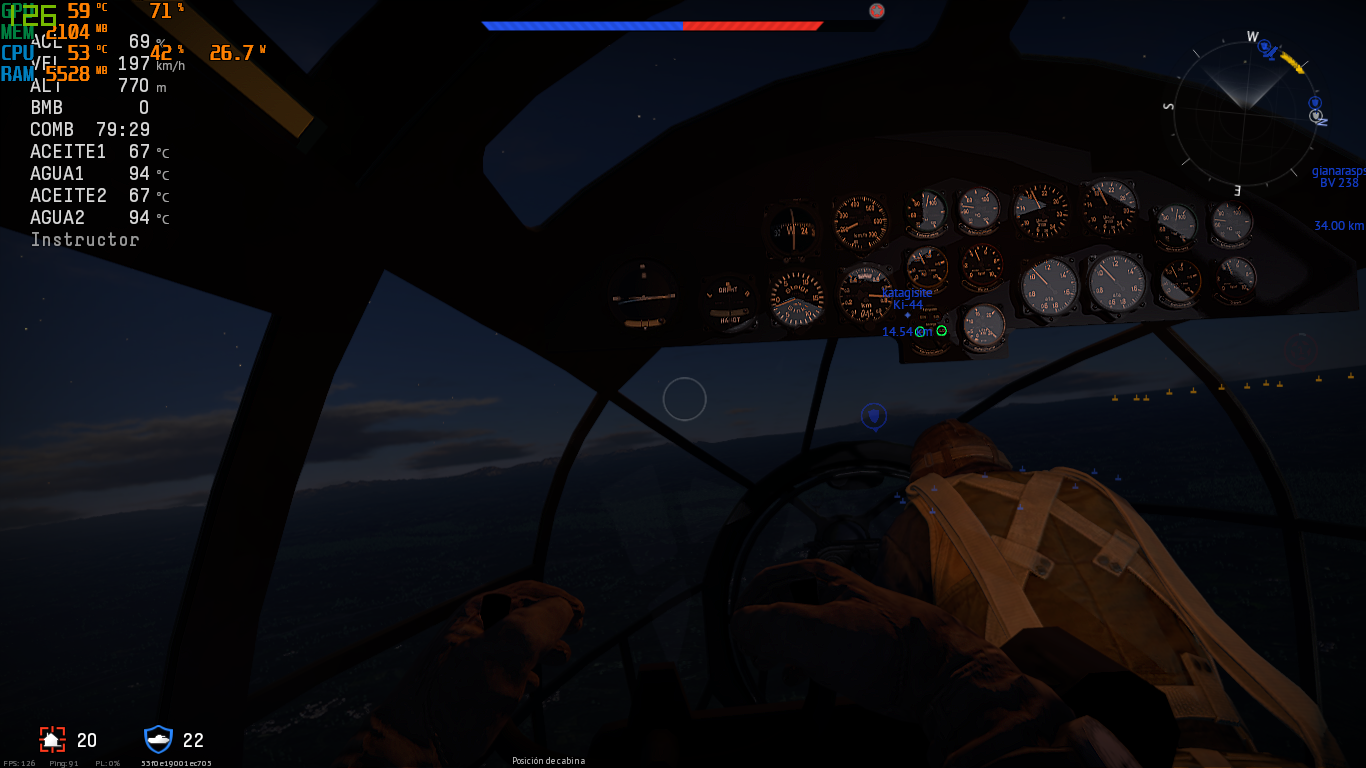 GPU 59 °C 71 %
126
MEM 2104 MB
ACL 69 %
CPU 53 °C 42 % 26.7 W
VEL 197 km/h
RAM 5528 MB
ALT 770 m
BMB 0
COMB 79:29
ACEITE1 67 °C
AGUA1 94 °C
ACEITE2 67 °C
AGUA2 94 °C
Instructor
W
S
N
E
gianarasps
BV 238
34.00 km
katagisite
Ki-44
14.54 km
20
22
FPS: 126 Ping: 91 PL: 0% 53f0e19001ec705
Posición de cabina